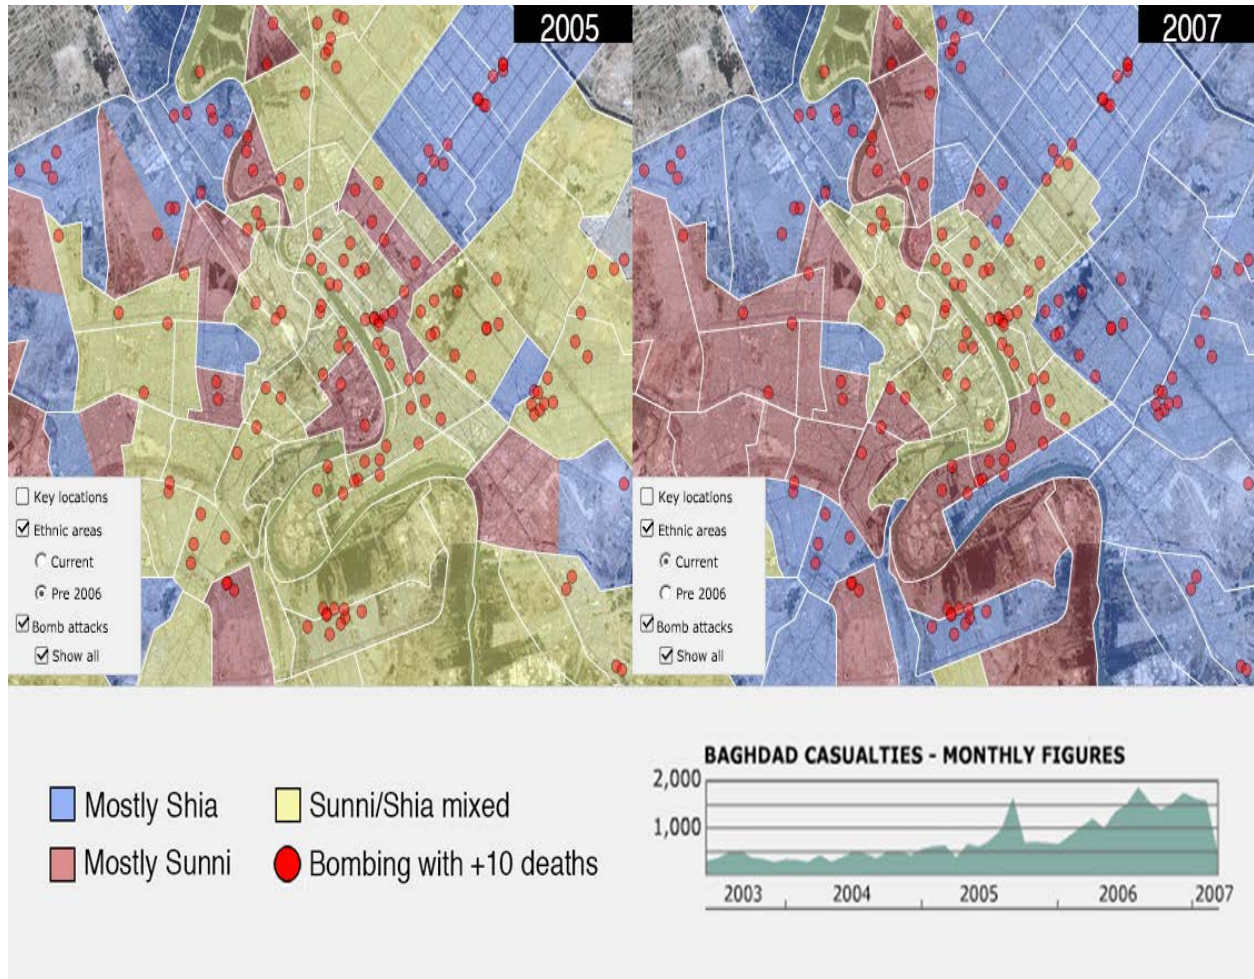 2005
2007
Key locations
Ethnic areas
Current
Pre 2006
Bomb attacks
Show all
Key locations
Ethnic areas
Current
Pre 2006
Bomb attacks
Show all
Mostly Shia
Sunni/Shia mixed
Mostly Sunni
Bombing with +10 deaths
BAGHDAD CASUALTIES - MONTHLY FIGURES
2,000
1,000
2003 2004 2005 2006 2007